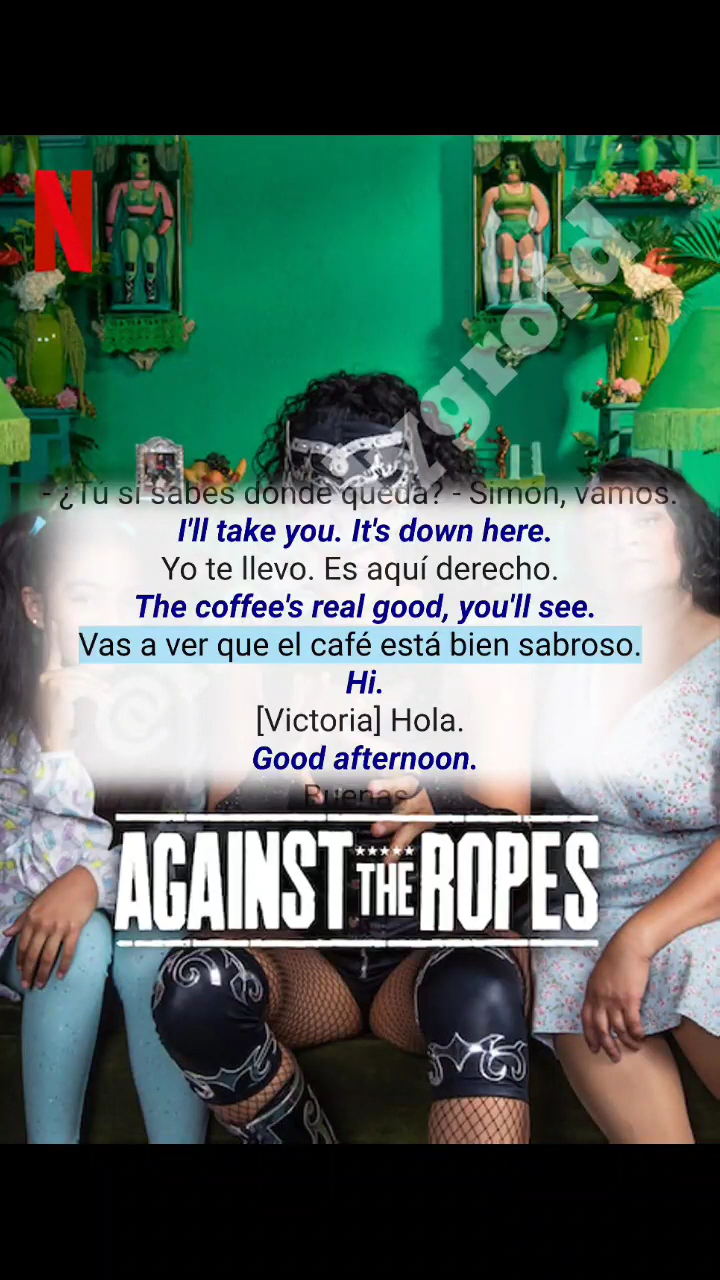 N
- ¿Tú si sabes dónde queda? - Simón, vamos.
I'll take you. It's down here.
Yo te llevo. Es aquí derecho.
The coffee's real good, you'll see.
Vas a ver que el café está bien sabroso.
Hi.
[Victoria] Hola.
Good afternoon.
Buenas
AGAINST THE ROPES